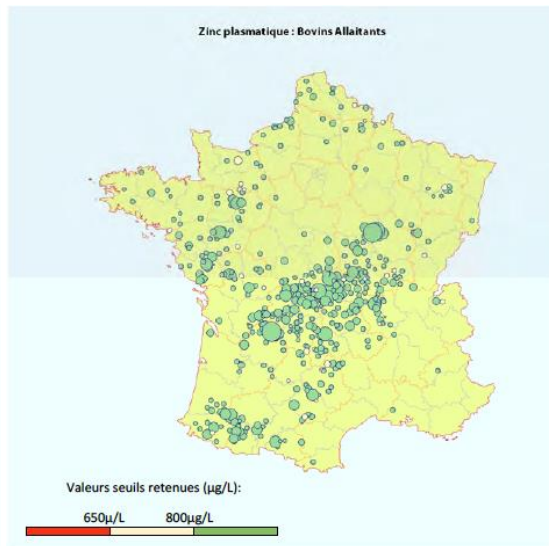 Zinc plasmatique : Bovins Allaitants
Valeurs seuils retenues (µg/L):
650µ/L 800µg/L